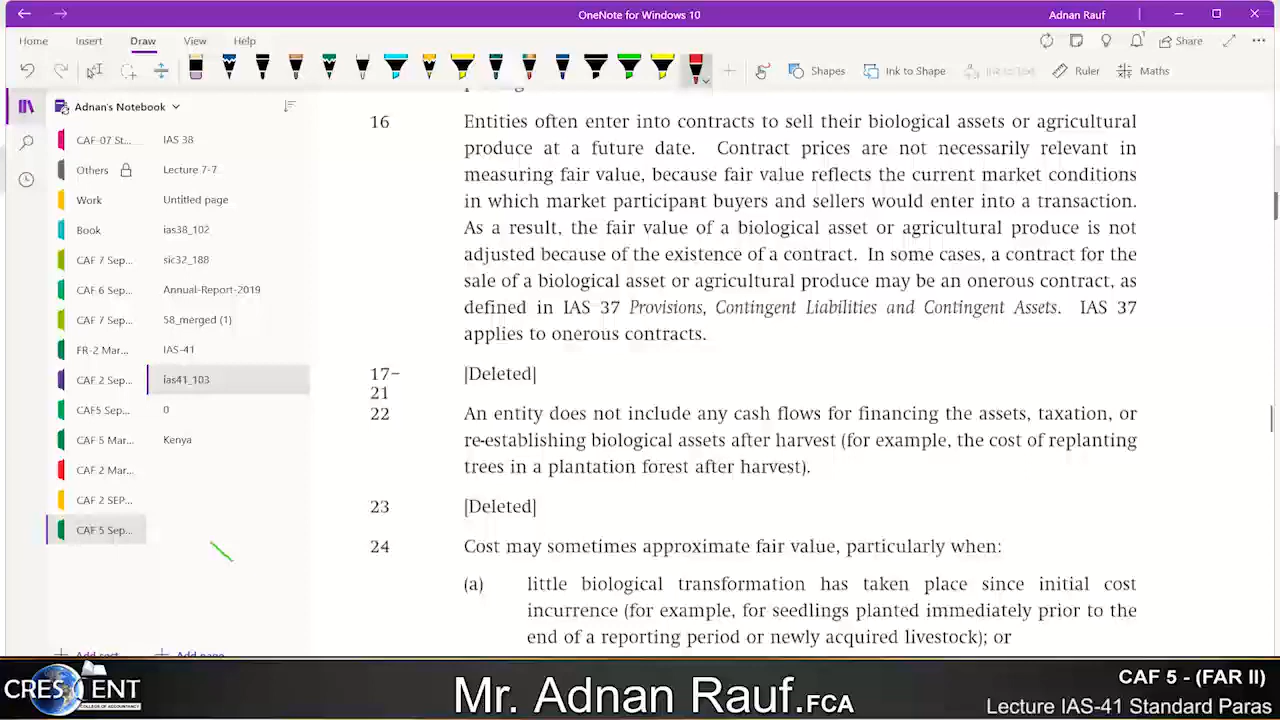 OneNote for Windows 10
Adnan Rauf
Home Insert Draw View Help
Share
Shapes
Ink to Shape
Ink to Text
Ruler
Maths
Adnan's Notebook
CAF-07 St...
Others
Work
Book
CAF 7 Sep...
CAF 6 Sep...
CAF 7 Sep...
FR-2 Mar...
CAF 2 Sep...
CAF5 Sep...
CAF 5 Mar...
CAF 2 Mar...
CAF 2 SEP...
CAF 5 Sep...
IAS 38
Lecture 7-7
Untitled page
ias38_102
sic32_188
Annual-Report-2019
58_merged (1)
IAS-41
ias41_103
0
Kenya
16 Entities often enter into contracts to sell their biological assets or agricultural
produce at a future date. Contract prices are not necessarily relevant in
measuring fair value, because fair value reflects the current market conditions
in which market participant buyers and sellers would enter into a transaction.
As a result, the fair value of a biological asset or agricultural produce is not
adjusted because of the existence of a contract. In some cases, a contract for the
sale of a biological asset or agricultural produce may be an onerous contract, as
defined in IAS 37 Provisions, Contingent Liabilities and Contingent Assets. IAS 37
applies to onerous contracts.
17–
21
[Deleted]
22 An entity does not include any cash flows for financing the assets, taxation, or
re-establishing biological assets after harvest (for example, the cost of replanting
trees in a plantation forest after harvest).
23 [Deleted]
24 Cost may sometimes approximate fair value, particularly when:
(a) little biological transformation has taken place since initial cost
incurrence (for example, for seedlings planted immediately prior to the
end of a reporting period or newly acquired livestock); or
CRESCENT
COLLEGE OF ACCOUNTANCY
Mr. Adnan Rauf.FCA
CAF 5 - (FAR II)
Lecture IAS-41 Standard Paras